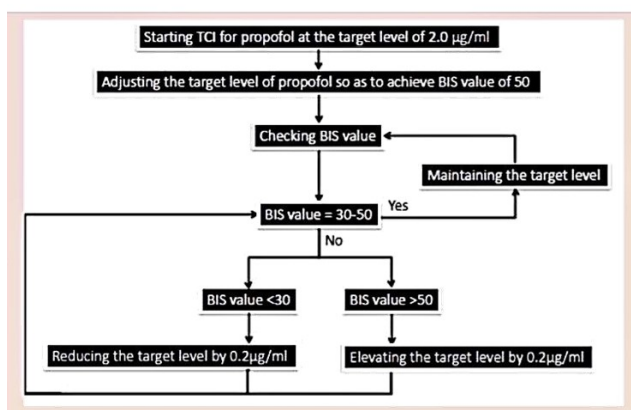 Starting TCI for propofol at the target level of 2.0 µg/ml
Adjusting the target level of propofol so as to achieve BIS value of 50
Checking BIS value
Maintaining the target level
BIS value = 30-50
Yes
No
BIS value <30
BIS value >50
Reducing the target level by 0.2µg/ml
Elevating the target level by 0.2µg/ml